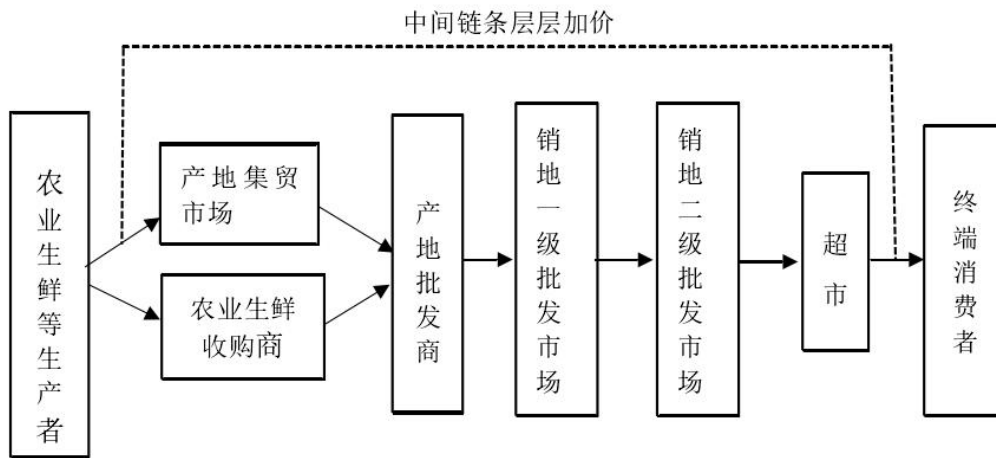 中间链条层层加价
农业生鲜等生产者
产地集贸
市场
农业生鲜
收购商
产地批发商
销地一级批发市场
销地二级批发市场
超市
终端消费者